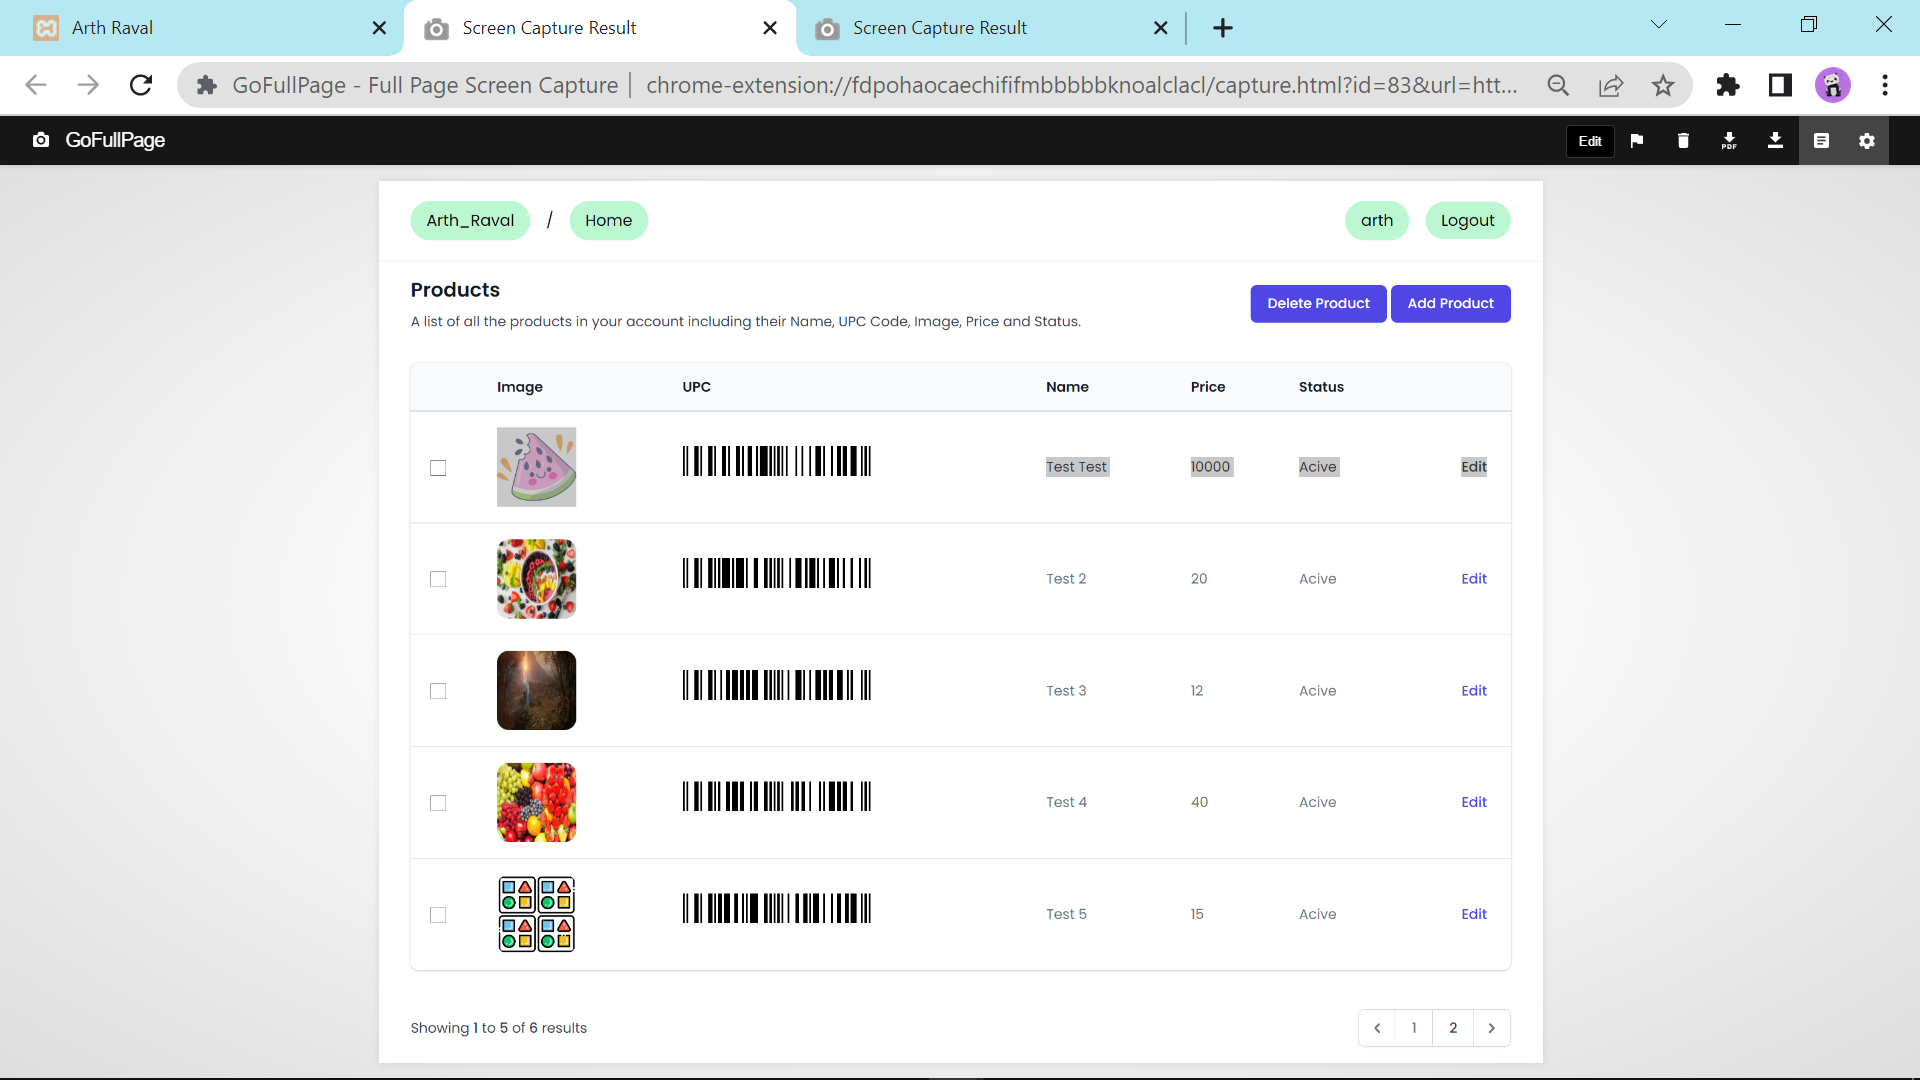 Arth Raval
Screen Capture Result
Screen Capture Result
GoFullPage - Full Page Screen Capture | chrome-extension://fdpohaocaechififmbbbbbknoalclacl/capture.html?id=83&url=htt...
GoFullPage
Edit
PDF
Arth_Raval / Home
arth
Logout
Products
A list of all the products in your account including their Name, UPC Code, Image, Price and Status.
Delete Product
Add Product
Image UPC Name Price Status
Test Test 10000 Acive Edit
Test 2 20 Acive Edit
Test 3 12 Acive Edit
Test 4 40 Acive Edit
Test 5 15 Acive Edit
Showing 1 to 5 of 6 results
1 2